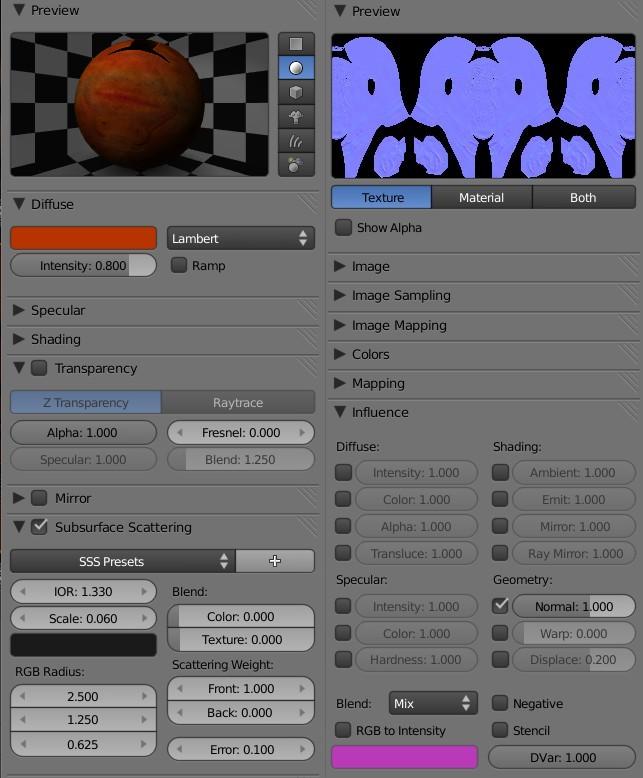 Preview
Diffuse
Lambert
Intensity: 0.800
Ramp
Specular
Shading
Transparency
Z Transparency
Raytrace
Alpha: 1.000
Fresnel: 0.000
Specular: 1.000
Blend: 1.250
Mirror
Subsurface Scattering
SSS Presets
IOR: 1.330
Blend:
Scale: 0.060
Color: 0.000
Texture: 0.000
RGB Radius:
Scattering Weight:
2.500
Front: 1.000
1.250
Back: 0.000
0.625
Error: 0.100
Preview
Texture
Material
Both
Show Alpha
Image
Image Sampling
Image Mapping
Colors
Mapping
Influence
Diffuse:
Shading:
Intensity: 1.000
Ambient: 1.000
Color: 1.000
Emit: 1.000
Alpha: 1.000
Mirror: 1.000
Transluce: 1.000
Ray Mirror: 1.000
Specular:
Geometry:
Intensity: 1.000
Normal: 1.000
Color: 1.000
Warp: 0.000
Hardness: 1.000
Displace: 0.200
Blend:
Mix
Negative
RGB to Intensity
Stencil
DVar: 1.000